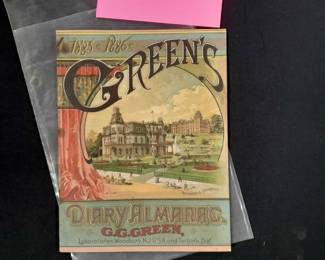 1885 & 1886
GREEN'S
DIARY ALMANAC.
G.G.GREEN,
Laboratories Woodbury, N.J. U.S.A. and Toronto, Ont.